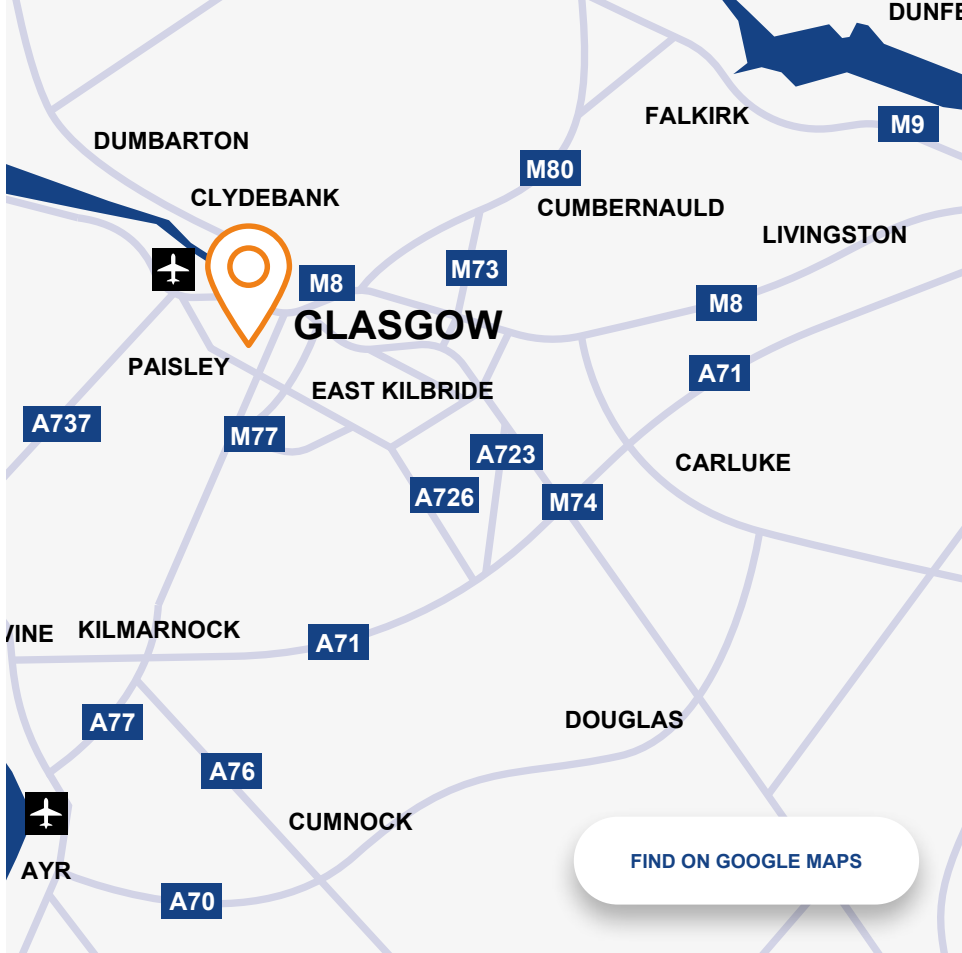 DUNFE
FALKIRK
M9
DUMBARTON
M80
CLYDEBANK
CUMBERNAULD
LIVINGSTON
M73
M8
M8
GLASGOW
PAISLEY
A71
EAST KILBRIDE
A737
M77
A723
CARLUKE
A726
M74
VINE
KILMARNOCK
A71
A77
DOUGLAS
A76
CUMNOCK
FIND ON GOOGLE MAPS
AYR
A70